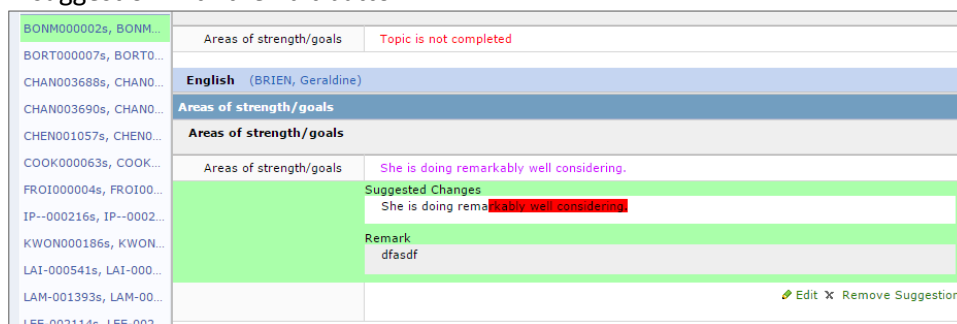 BONM000002s, BONM...
Areas of strength/goals Topic is not completed
BORT000007s, BORT0...
CHAN003688s, CHAN0...
English (BRIEN, Geraldine)
CHAN003690s, CHAN0...
Areas of strength/goals
CHEN001057s, CHEN0...
Areas of strength/goals
COOK000063s, COOK...
Areas of strength/goals She is doing remarkably well considering.
FROI000004s, FROI00...
Suggested Changes
She is doing remarkably well considering.
IP--000216s, IP--0002...
KWON000186s, KWON...
Remark
dfasdf
LAI-000541s, LAI-000...
LAM-001393s, LAM-00...
Edit Remove Suggestion